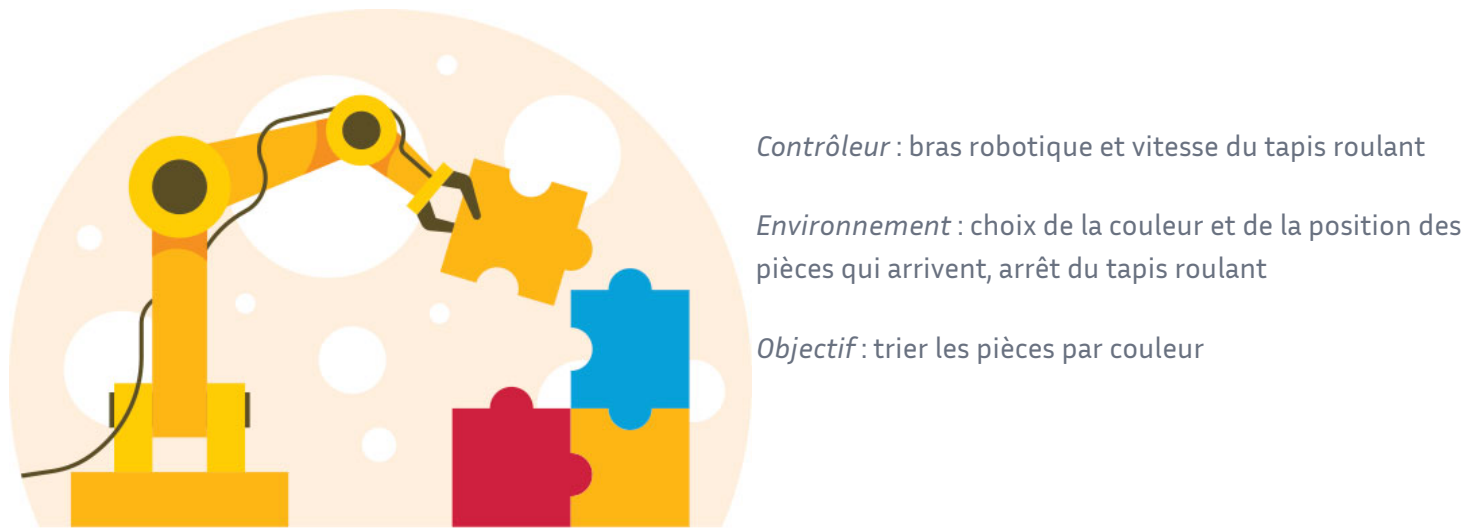 Contrôleur : bras robotique et vitesse du tapis roulant
Environnement : choix de la couleur et de la position des
pièces qui arrivent, arrêt du tapis roulant
Objectif : trier les pièces par couleur